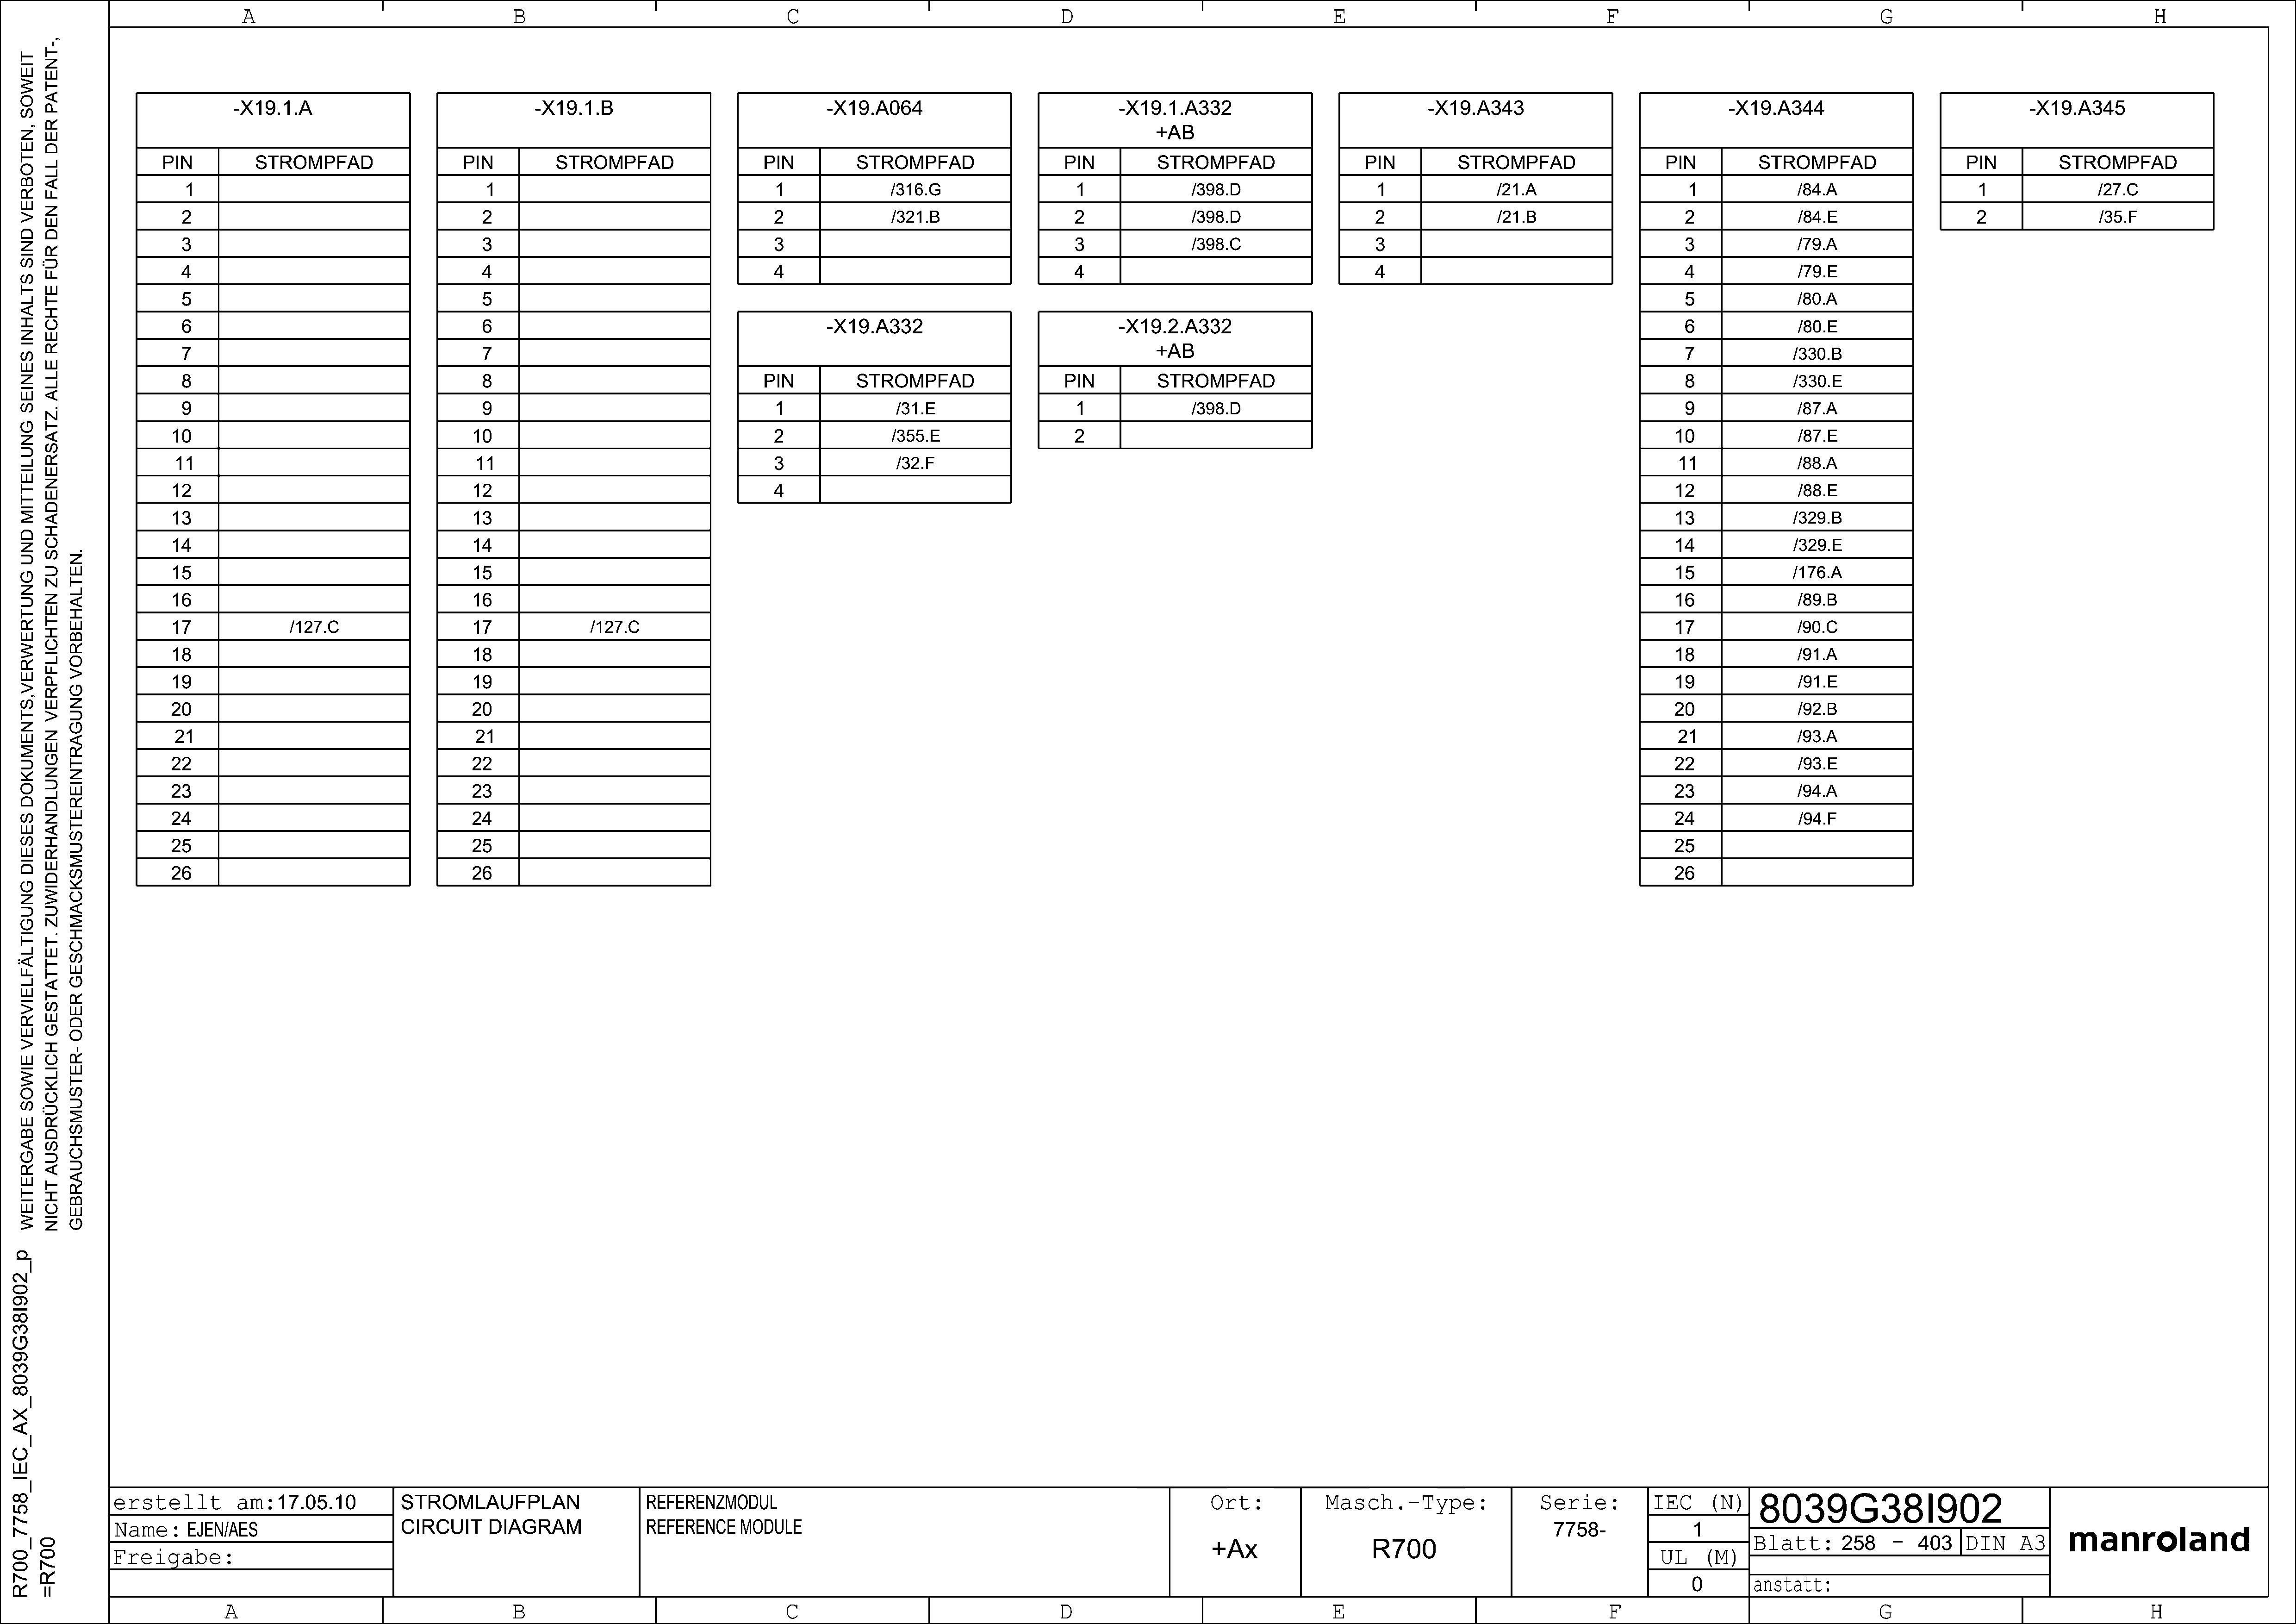 A B C D E F G H
-X19.1.A
PIN STROMPFAD
1
2
3
4
5
6
7
8
9
10
11
12
13
14
15
16
17 /127.C
18
19
20
21
22
23
24
25
26
-X19.1.B
PIN STROMPFAD
1
2
3
4
5
6
7
8
9
10
11
12
13
14
15
16
17 /127.C
18
19
20
21
22
23
24
25
26
-X19.A064
PIN STROMPFAD
1 /316.G
2 /321.B
3
4
-X19.A332
PIN STROMPFAD
1 /31.E
2 /355.E
3 /32.F
4
-X19.1.A332
+AB
PIN STROMPFAD
1 /398.D
2 /398.D
3 /398.C
4
-X19.2.A332
+AB
PIN STROMPFAD
1 /398.D
2
-X19.A343
PIN STROMPFAD
1 /21.A
2 /21.B
3
4
-X19.A344
PIN STROMPFAD
1 /84.A
2 /84.E
3 /79.A
4 /79.E
5 /80.A
6 /80.E
7 /330.B
8 /330.E
9 /87.A
10 /87.E
11 /88.A
12 /88.E
13 /329.B
14 /329.E
15 /176.A
16 /89.B
17 /90.C
18 /91.A
19 /91.E
20 /92.B
21 /93.A
22 /93.E
23 /94.A
24 /94.F
25
26
-X19.A345
PIN STROMPFAD
1 /27.C
2 /35.F
WEITERGABE SOWIE VERVIELFÄLTIGUNG DIESES DOKUMENTS,VERWERTUNG UND MITTEILUNG SEINES INHALTS SIND VERBOTEN, SOWEIT
NICHT AUSDRÜCKLICH GESTATTET. ZUWIDERHANDLUNGEN VERPFLICHTEN ZU SCHADENERSATZ. ALLE RECHTE FÜR DEN FALL DER PATENT-,
GEBRAUCHSMUSTER- ODER GESCHMACKSMUSTEREINTRAGUNG VORBEHALTEN.
R700_7758_IEC_AX_8039G38I902_p
=R700
erstellt am:17.05.10
Name: EJEN/AES
Freigabe:
STROMLAUFPLAN
CIRCUIT DIAGRAM
REFERENZMODUL
REFERENCE MODULE
Ort:
+Ax
Masch.-Type:
R700
Serie:
7758-
IEC (N)
1
UL (M)
0
8039G38I902
Blatt: 258 - 403 DIN A3
anstatt:
manroland
A B C D E F G H